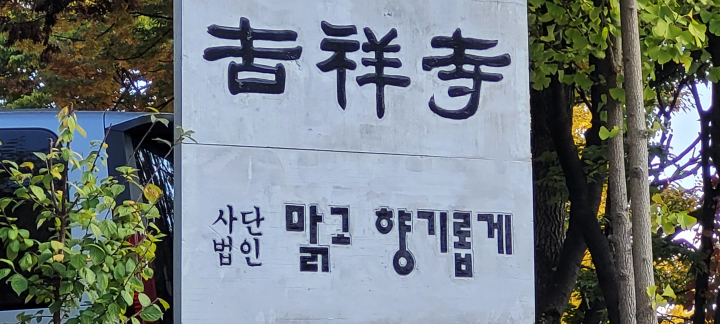 吉祥寺
사단
법인 맑고 향기롭게